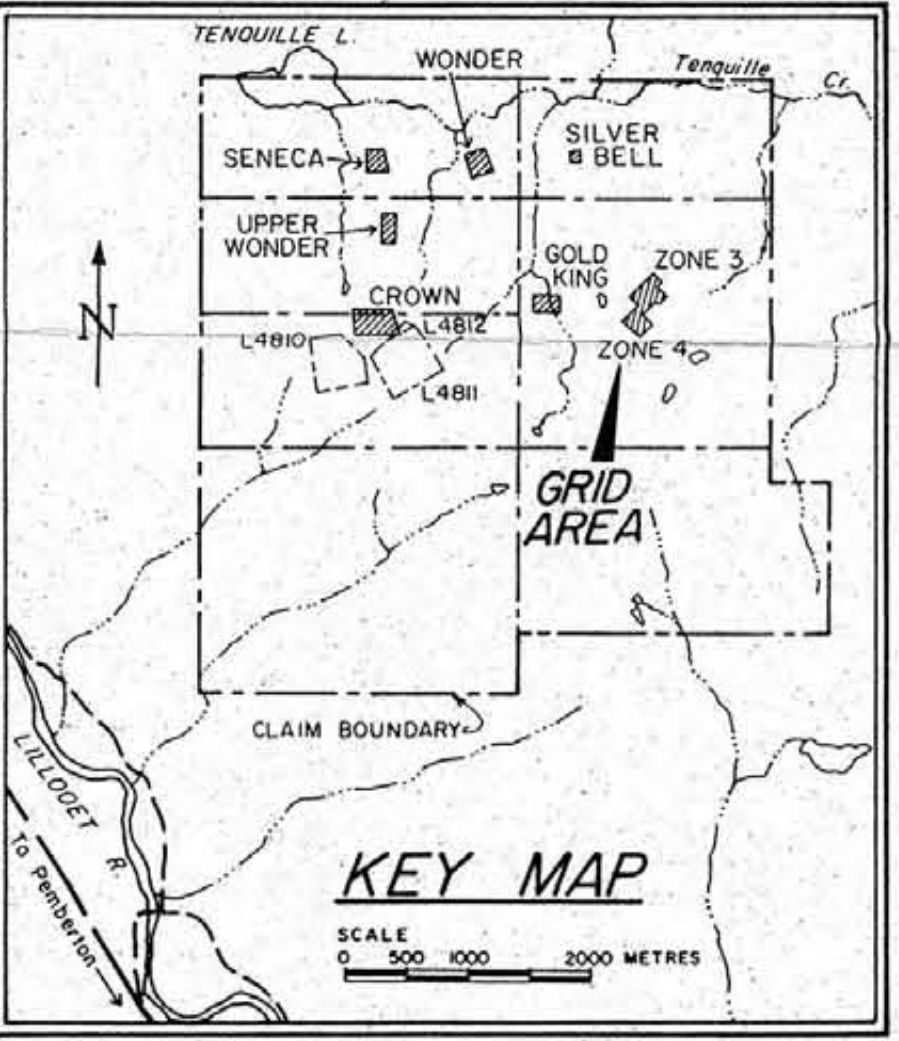 TENQUILLE L.
WONDER
Tenquille Cr.
SENECA
SILVER
BELL
UPPER
WONDER
GOLD
KING
ZONE 3
N
CROWN
L4812
L4810
ZONE 4
L4811
GRID
AREA
CLAIM BOUNDARY
LILLOOET R.
To Pemberton
KEY MAP
SCALE
0 500 1000 2000 METRES